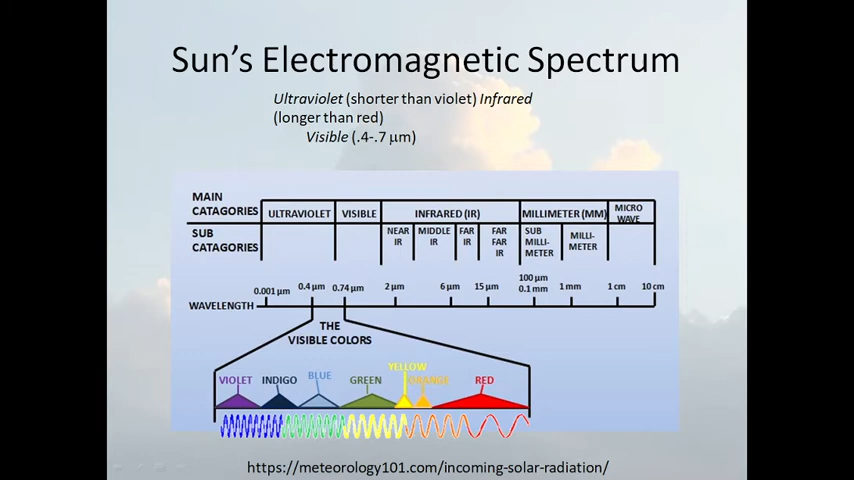 Sun's Electromagnetic Spectrum
Ultraviolet (shorter than violet) Infrared
(longer than red)
Visible (.4-.7 μm)
MAIN
CATAGORIES
ULTRAVIOLET
VISIBLE
INFRARED (IR)
MILLIMETER (MM)
MICRO
WAVE
SUB
CATAGORIES
NEAR
IR
MIDDLE
IR
FAR
IR
FAR
FAR
IR
SUB
MILLI-
METER
MILLI-
METER
WAVELENGTH
0.001 μm
0.4 μm
0.74 μm
2 μm
6 μm
15 μm
100 μm
0.1 mm
1 mm
1 cm
10 cm
THE
VISIBLE COLORS
VIOLET
INDIGO
BLUE
GREEN
YELLOW
ORANGE
RED
https://meteorology101.com/incoming-solar-radiation/